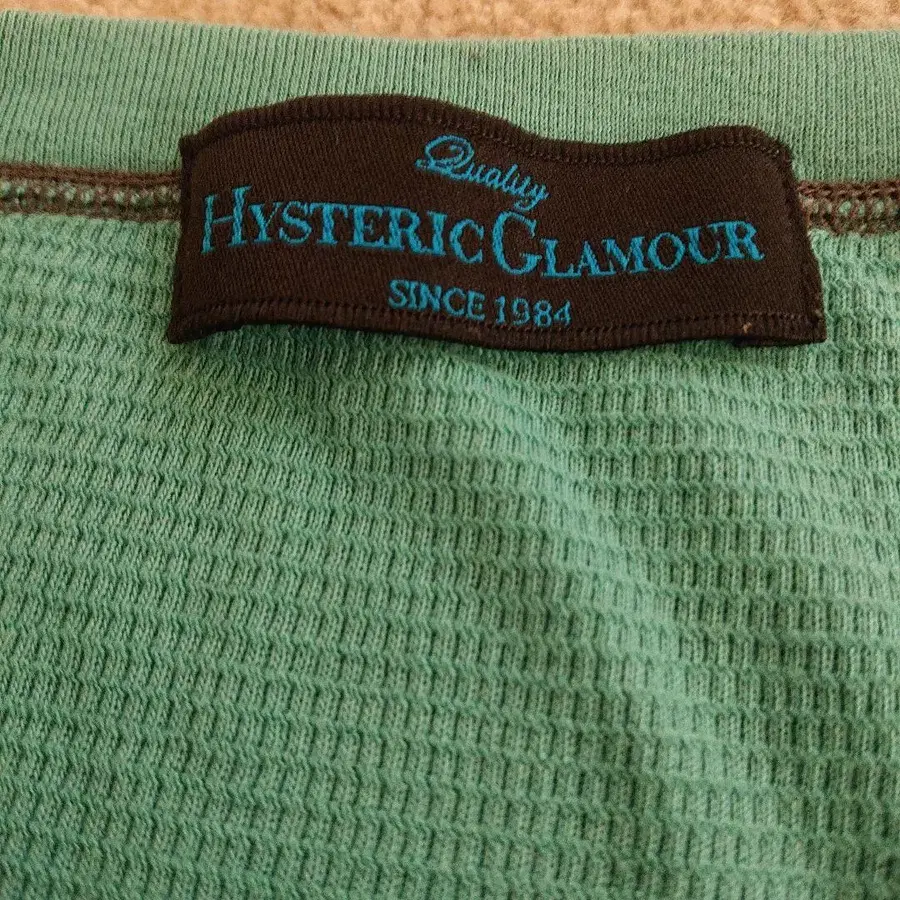 Quality
HYSTERIC GLAMOUR
SINCE 1984